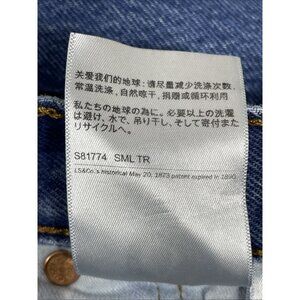 关爱我们的地球：请尽量减少洗涤次数，
常温洗涤，自然晾干，捐赠或循环利用
私たちの地球の為に。必要以上の洗濯
は避け、水で、吊り干し、そして寄付また
リサイクルへ。
S81774 SML TR
LS&Co.'s historical May 20, 1873 patent expired in 1890.